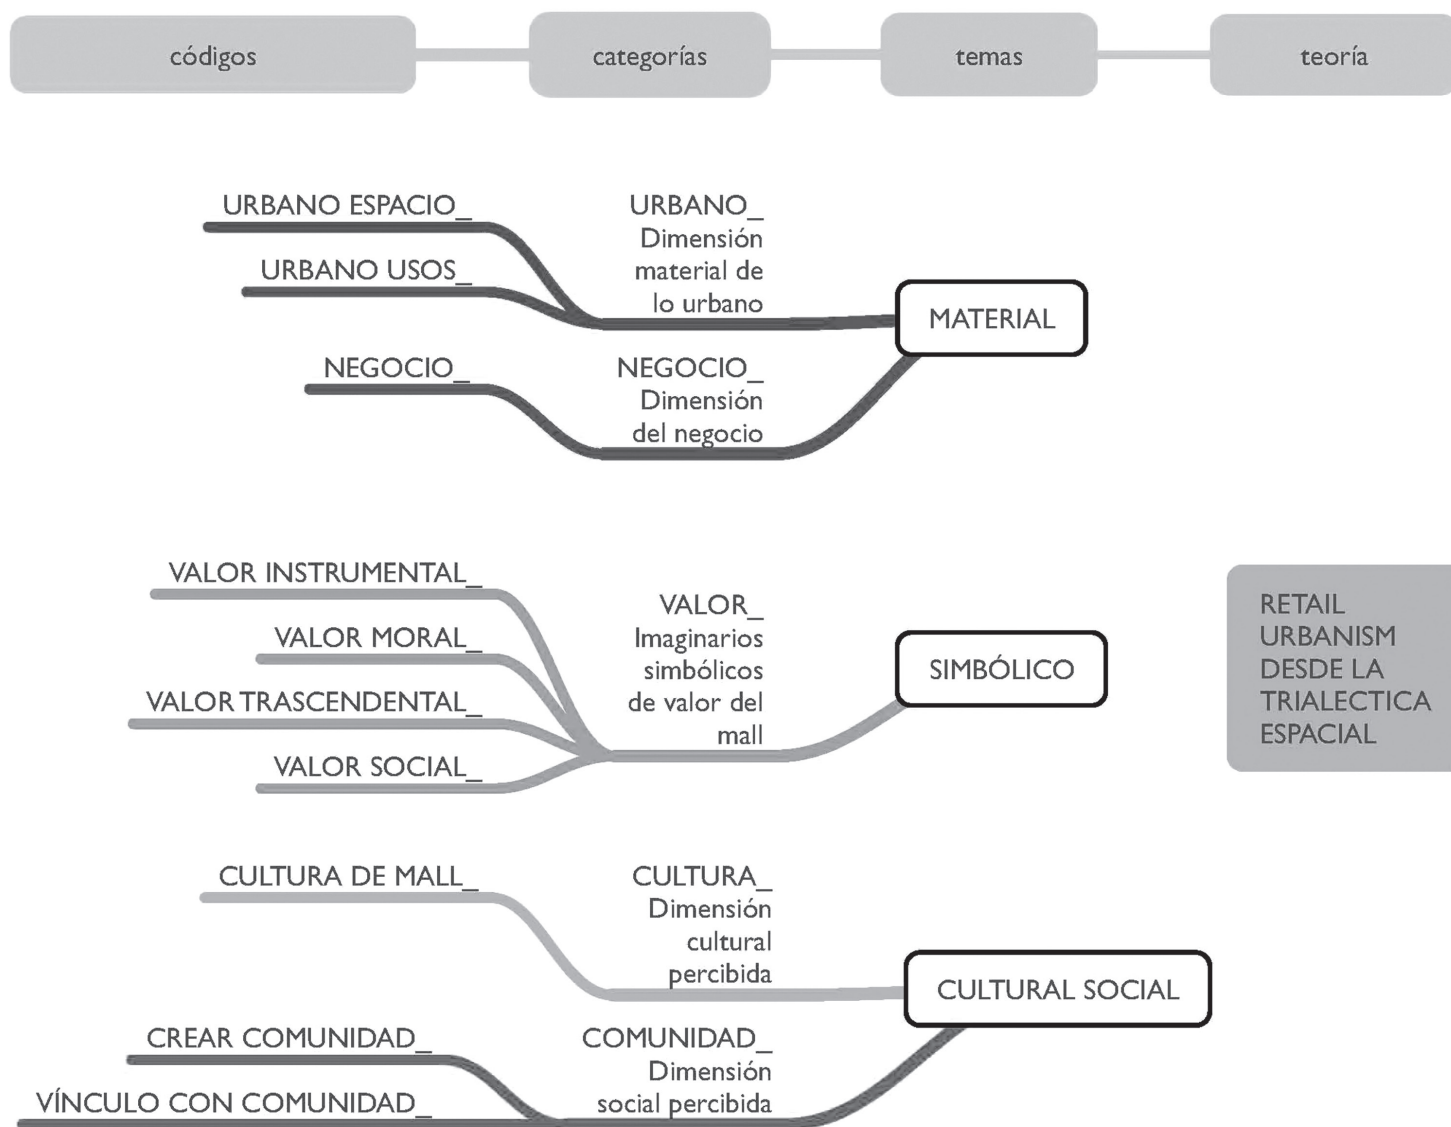 códigos
categorías
temas
teoría
URBANO ESPACIO_
URBANO USOS_
NEGOCIO_
URBANO_
Dimensión
material de
lo urbano
NEGOCIO_
Dimensión
del negocio
MATERIAL
VALOR INSTRUMENTAL_
VALOR MORAL_
VALOR TRASCENDENTAL_
VALOR SOCIAL_
VALOR_
Imaginarios
simbólicos
de valor del
mall
SIMBÓLICO
RETAIL
URBANISM
DESDE LA
TRIALECTICA
ESPACIAL
CULTURA DE MALL_
CREAR COMUNIDAD_
VÍNCULO CON COMUNIDAD_
CULTURA_
Dimensión
cultural
percibida
COMUNIDAD_
Dimensión
social percibida
CULTURAL SOCIAL